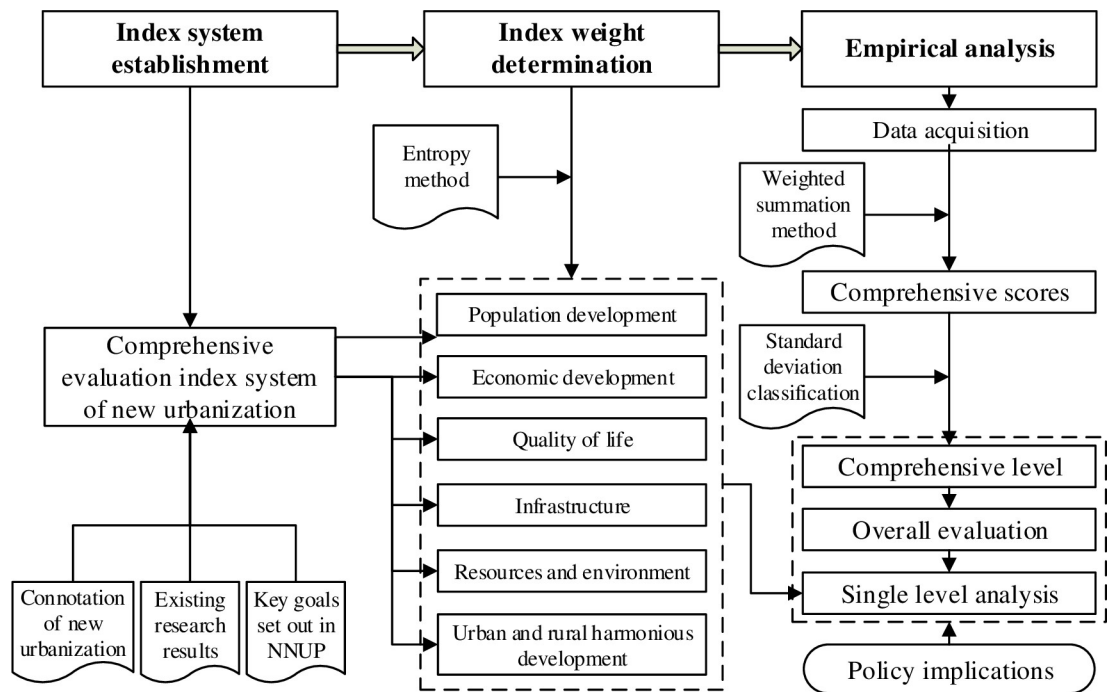 Index system
establishment
Index weight
determination
Empirical analysis
Data acquisition
Entropy
method
Weighted
summation
method
Comprehensive scores
Population development
Comprehensive
evaluation index system
of new urbanization
Standard
deviation
classification
Economic development
Quality of life
Comprehensive level
Infrastructure
Overall evaluation
Resources and environment
Single level analysis
Connotation
of new
urbanization
Existing
research
results
Key goals
set out in
NNUP
Urban and rural harmonious
development
Policy implications